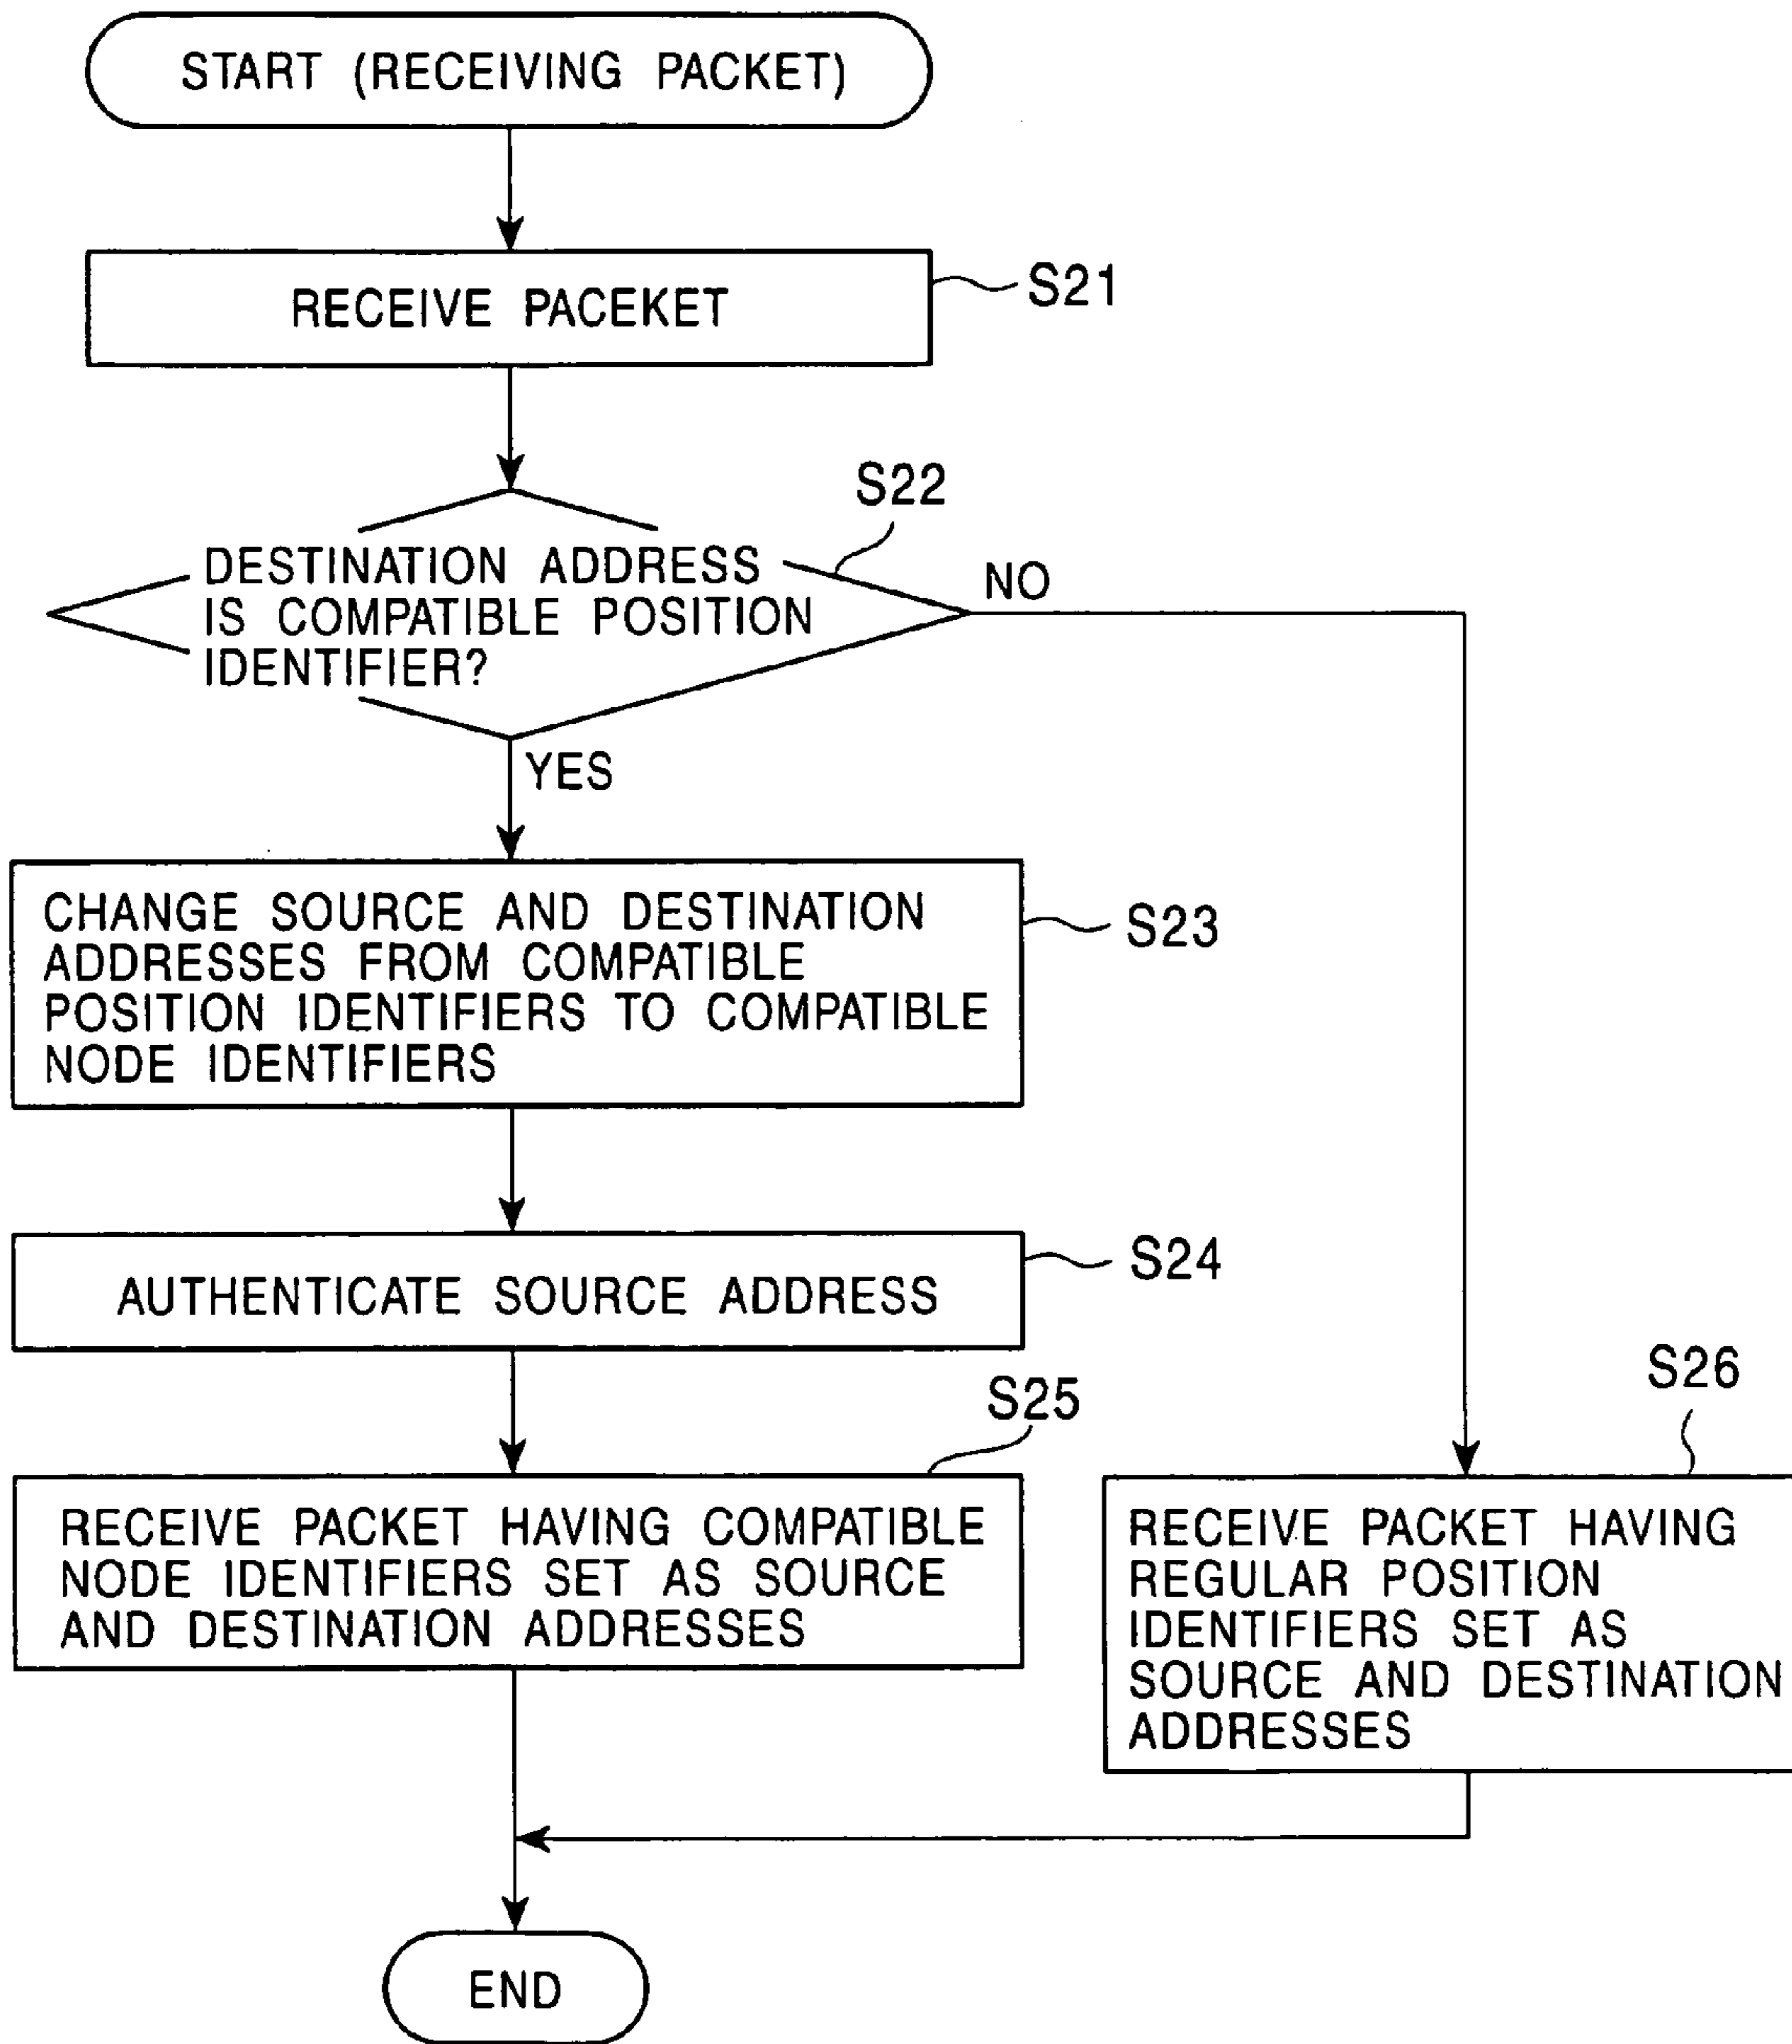 START (RECEIVING PACKET)
RECEIVE PACEKET
S21
S22
DESTINATION ADDRESS
IS COMPATIBLE POSITION
IDENTIFIER?
NO
YES
CHANGE SOURCE AND DESTINATION
ADDRESSES FROM COMPATIBLE
POSITION IDENTIFIERS TO COMPATIBLE
NODE IDENTIFIERS
S23
AUTHENTICATE SOURCE ADDRESS
S24
S25
RECEIVE PACKET HAVING COMPATIBLE
NODE IDENTIFIERS SET AS SOURCE
AND DESTINATION ADDRESSES
S26
RECEIVE PACKET HAVING
REGULAR POSITION
IDENTIFIERS SET AS
SOURCE AND DESTINATION
ADDRESSES
END